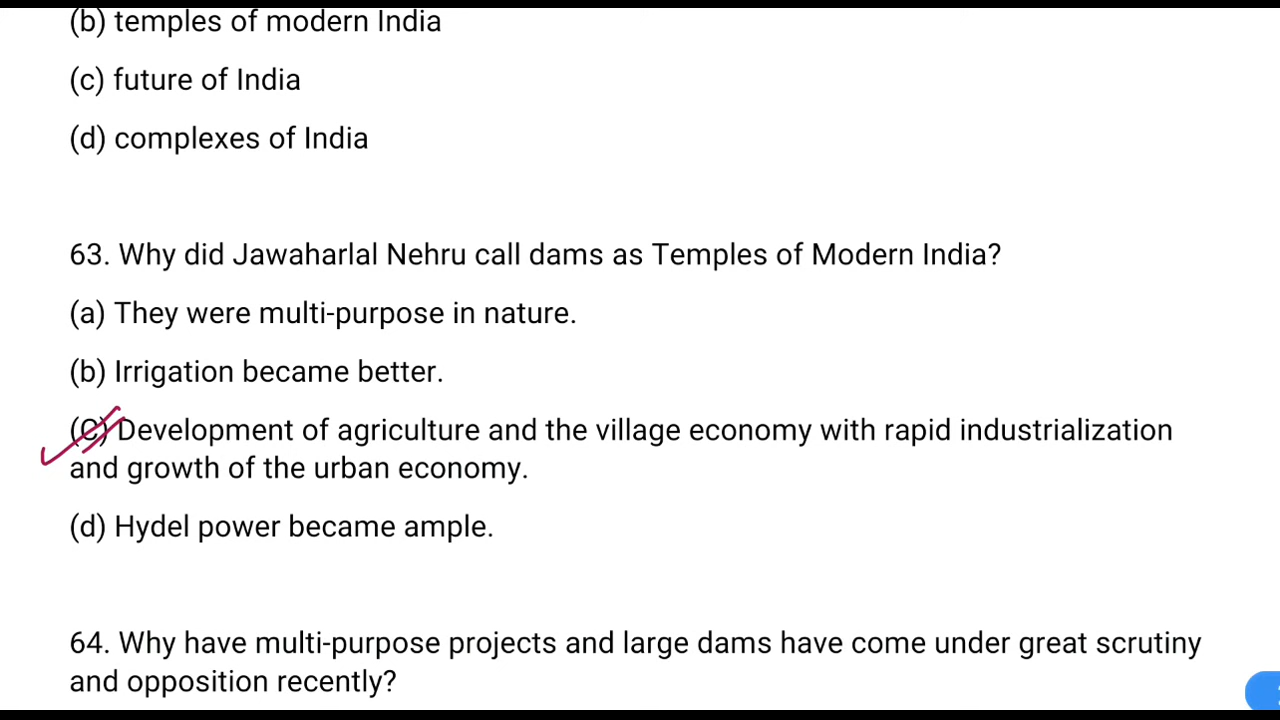 (b) temples of modern India
(c) future of India
(d) complexes of India
63. Why did Jawaharlal Nehru call dams as Temples of Modern India?
(a) They were multi-purpose in nature.
(b) Irrigation became better.
(C) Development of agriculture and the village economy with rapid industrialization
and growth of the urban economy.
(d) Hydel power became ample.
64. Why have multi-purpose projects and large dams have come under great scrutiny
and opposition recently?